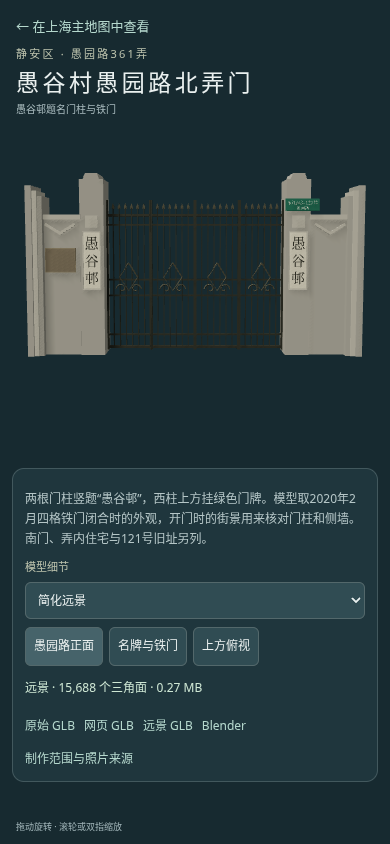 ← 在上海主地图中查看
静安区 · 愚园路361弄
愚谷村愚园路北弄门
愚谷邨题名门柱与铁门
愚谷邨
愚谷邨
两根门柱竖题“愚谷邨”，西柱上方挂绿色门牌。模型取2020年2
月四格铁门闭合时的外观，开门时的街景用来核对门柱和侧墙。
南门、弄内住宅与121号旧址另列。
模型细节
简化远景
愚园路正面 名牌与铁门 上方俯视
远景 · 15,688 个三角面 · 0.27 MB
原始 GLB 网页 GLB 远景 GLB Blender
制作范围与照片来源
拖动旋转 · 滚轮或双指缩放